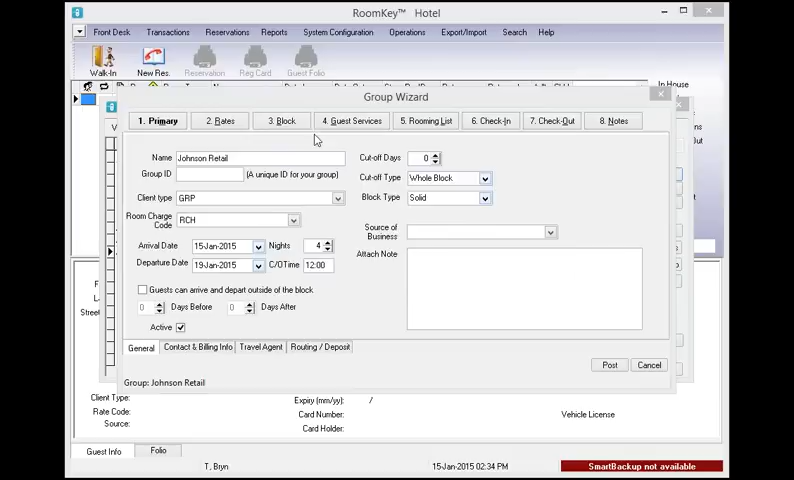 RoomKey™ Hotel
Front Desk Transactions Reservations Reports System Configuration Operations Export/Import Search Help
Walk-In New Res. Reservation Reg Card Guest Folio
In House
Group Wizard
1. Primary 2. Rates 3. Block 4. Guest Services 5. Rooming List 6. Check-In 7. Check-Out 8. Notes
Name Johnson Retail Cut-off Days 0
Group ID (A unique ID for your group) Cut-off Type Whole Block
Client type GRP Block Type Solid
Room Charge Code RCH
Source of Business
Arrival Date 15-Jan-2015 Nights 4
Attach Note
Departure Date 19-Jan-2015 C/O Time 12:00
Guests can arrive and depart outside of the block
0 Days Before 0 Days After
Active
General Contact & Billing Info Travel Agent Routing / Deposit
Post Cancel
Group: Johnson Retail
Client Type: Expiry (mm/yy): /
Rate Code: Card Number: Vehicle License
Source: Card Holder:
Guest Info Folio
T, Bryn 15-Jan-2015 02:34 PM SmartBackup not available